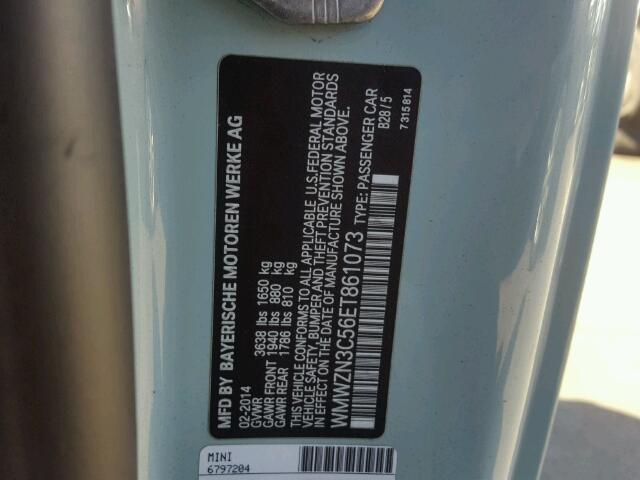 MFD BY BAYERISCHE MOTOREN WERKE AG
02-2014
GVWR 3638 lbs 1650 kg
GAWR FRONT 1940 lbs 880 kg
GAWR REAR 1786 lbs 810 kg
THIS VEHICLE CONFORMS TO ALL APPLICABLE U.S.FEDERAL MOTOR
VEHICLE SAFETY, BUMPER AND THEFT PREVENTION STANDARDS
IN EFFECT ON THE DATE OF MANUFACTURE SHOWN ABOVE.
WMWZN3C56ET861073 TYPE: PASSENGER CAR
B28/5
7315814
MINI
6797204